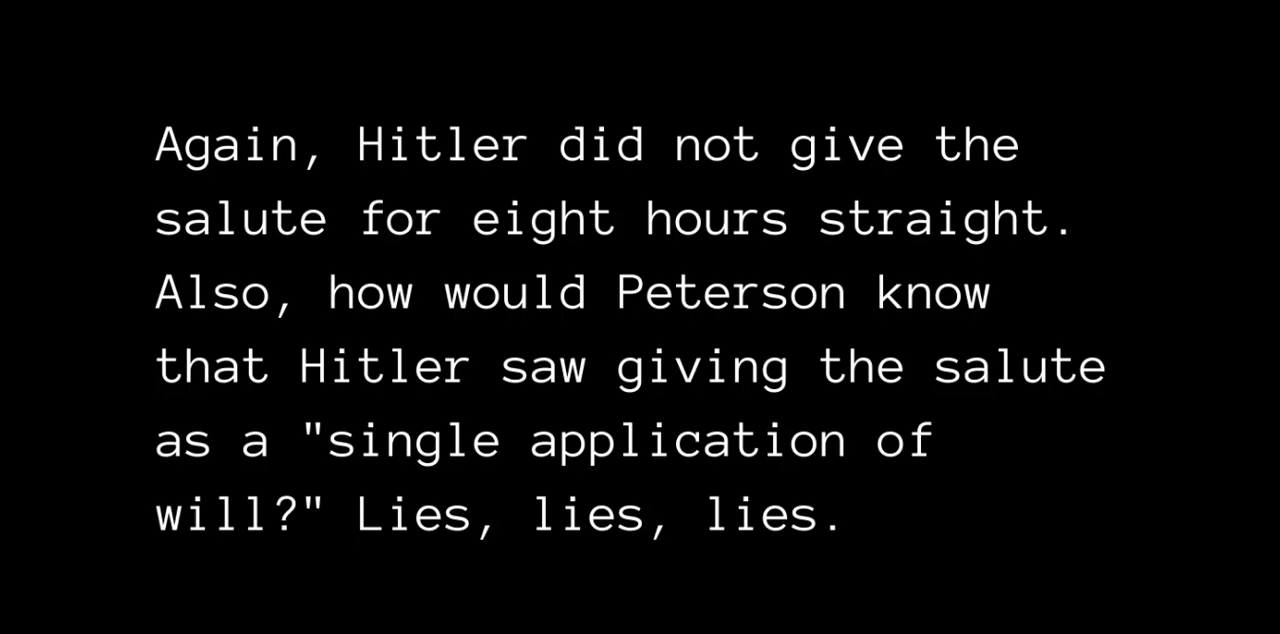 Again, Hitler did not give the
salute for eight hours straight.
Also, how would Peterson know
that Hitler saw giving the salute
as a "single application of
will?" Lies, lies, lies.